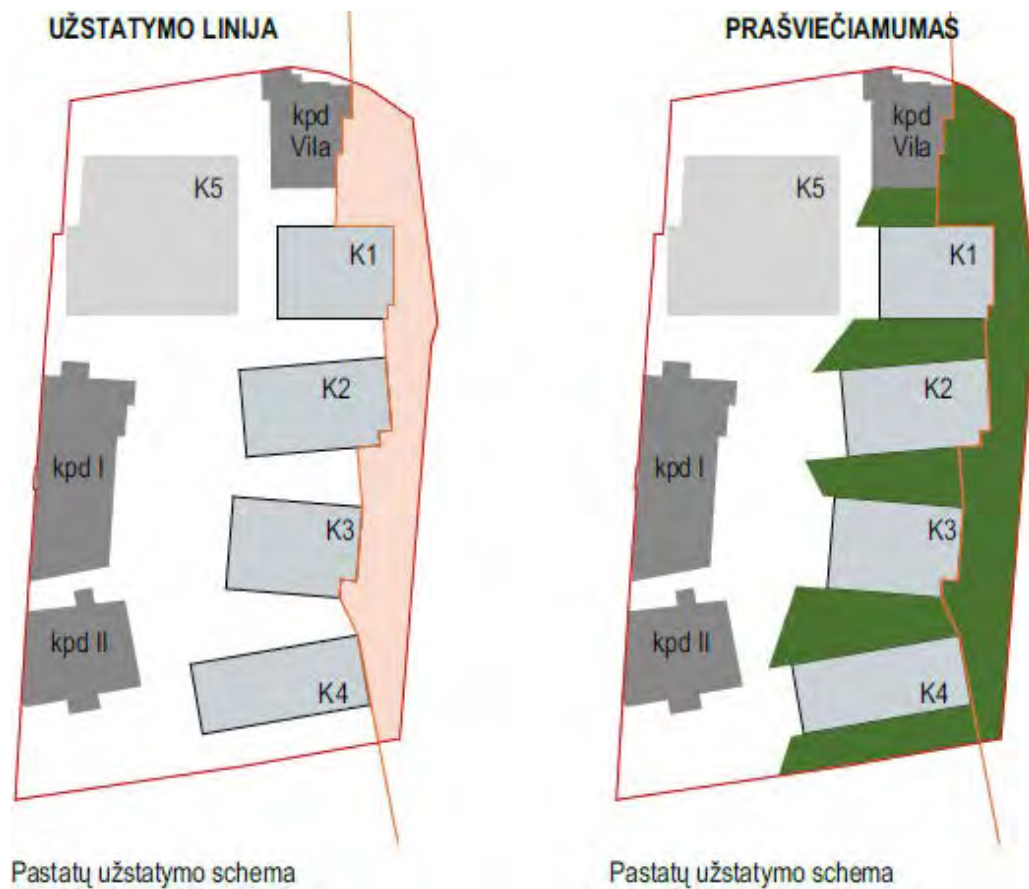 UŽSTATYMO LINIJA
kpd
Vila
K5
K1
K2
kpd I
K3
kpd II
K4
Pastatų užstatymo schema
PRAŠVIEČIAMUMAS
kpd
Vila
K5
K1
K2
kpd I
K3
kpd II
K4
Pastatų užstatymo schema